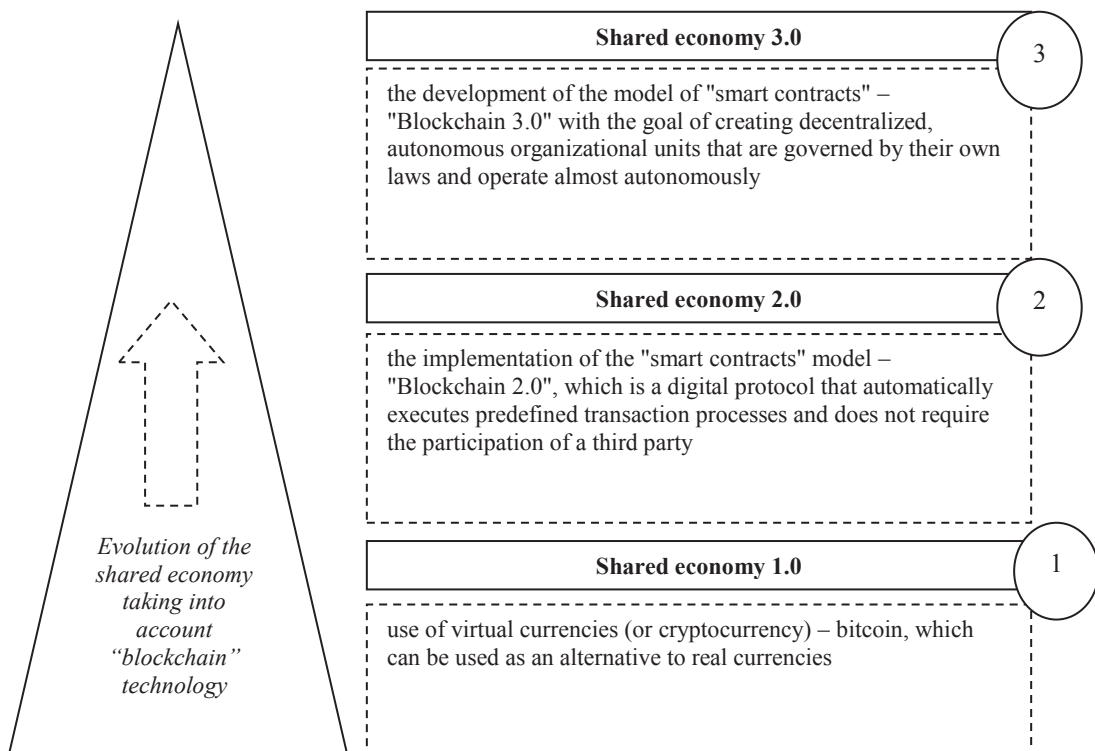 Shared economy 3.0
3
the development of the model of "smart contracts" –
"Blockchain 3.0" with the goal of creating decentralized,
autonomous organizational units that are governed by their own
laws and operate almost autonomously
Shared economy 2.0
2
the implementation of the "smart contracts" model –
"Blockchain 2.0", which is a digital protocol that automatically
executes predefined transaction processes and does not require
the participation of a third party
Shared economy 1.0
1
use of virtual currencies (or cryptocurrency) – bitcoin, which
can be used as an alternative to real currencies
Evolution of the
shared economy
taking into
account
“blockchain”
technology